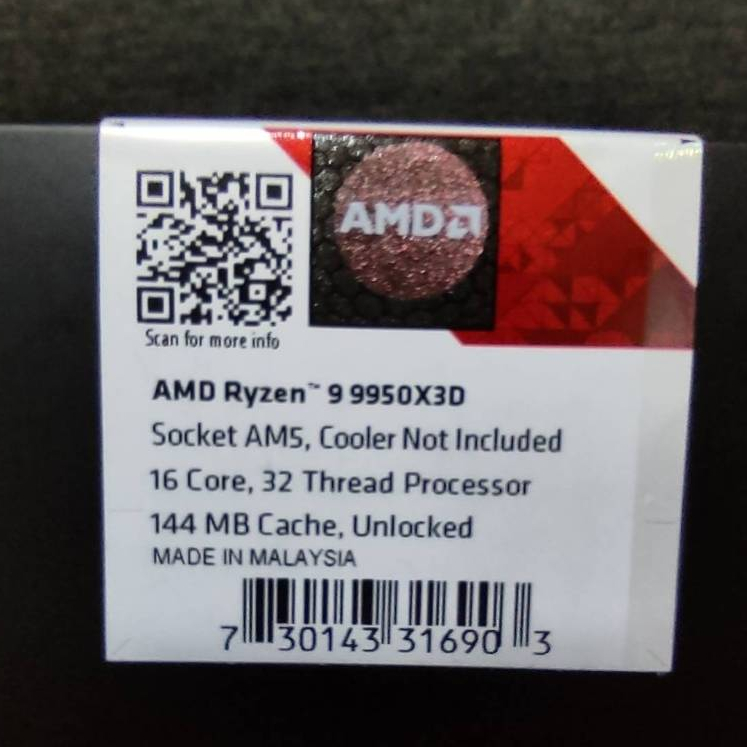 AMD
Scan for more info
AMD Ryzen™ 9 9950X3D
Socket AM5, Cooler Not Included
16 Core, 32 Thread Processor
144 MB Cache, Unlocked
MADE IN MALAYSIA
7 30143 31690 3